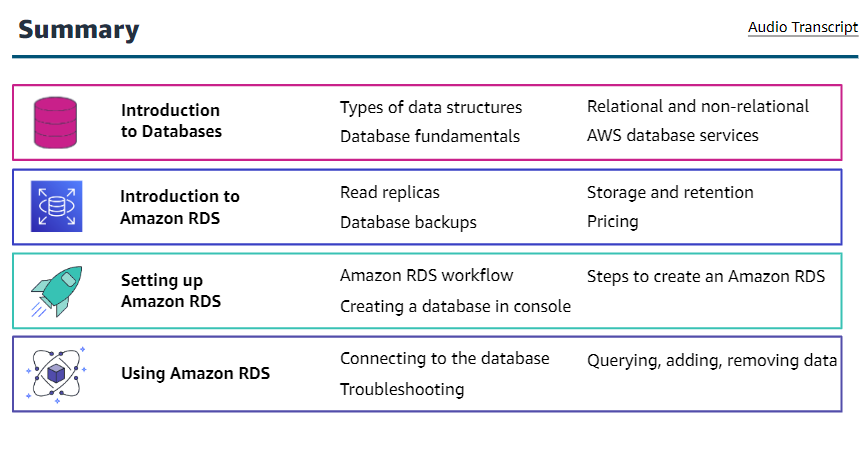 Summary
Audio Transcript
Introduction
to Databases
Types of data structures
Database fundamentals
Relational and non-relational
AWS database services
Introduction to
Amazon RDS
Read replicas
Database backups
Storage and retention
Pricing
Setting up
Amazon RDS
Amazon RDS workflow
Creating a database in console
Steps to create an Amazon RDS
Using Amazon RDS
Connecting to the database
Troubleshooting
Querying, adding, removing data